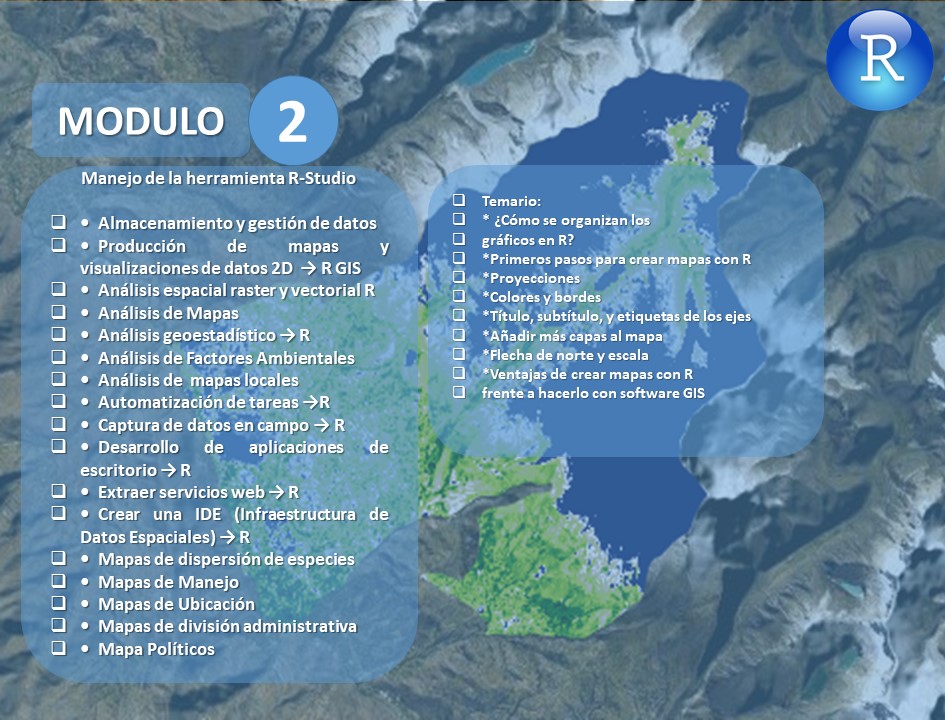 R
MODULO 2
Manejo de la herramienta R-Studio
❑ • Almacenamiento y gestión de datos
❑ • Producción de mapas y
visualizaciones de datos 2D → R GIS
❑ • Análisis espacial raster y vectorial R
❑ • Análisis de Mapas
❑ • Análisis geoestadístico → R
❑ • Análisis de Factores Ambientales
❑ • Análisis de mapas locales
❑ • Automatización de tareas →R
❑ • Captura de datos en campo → R
❑ • Desarrollo de aplicaciones de
escritorio → R
❑ • Extraer servicios web → R
❑ • Crear una IDE (Infraestructura de
Datos Espaciales) → R
❑ • Mapas de dispersión de especies
❑ • Mapas de Manejo
❑ • Mapas de Ubicación
❑ • Mapas de división administrativa
❑ • Mapa Políticos
❑ Temario:
❑ * ¿Cómo se organizan los
❑ gráficos en R?
❑ *Primeros pasos para crear mapas con R
❑ *Proyecciones
❑ *Colores y bordes
❑ *Título, subtítulo, y etiquetas de los ejes
❑ *Añadir más capas al mapa
❑ *Flecha de norte y escala
❑ *Ventajas de crear mapas con R
❑ frente a hacerlo con software GIS